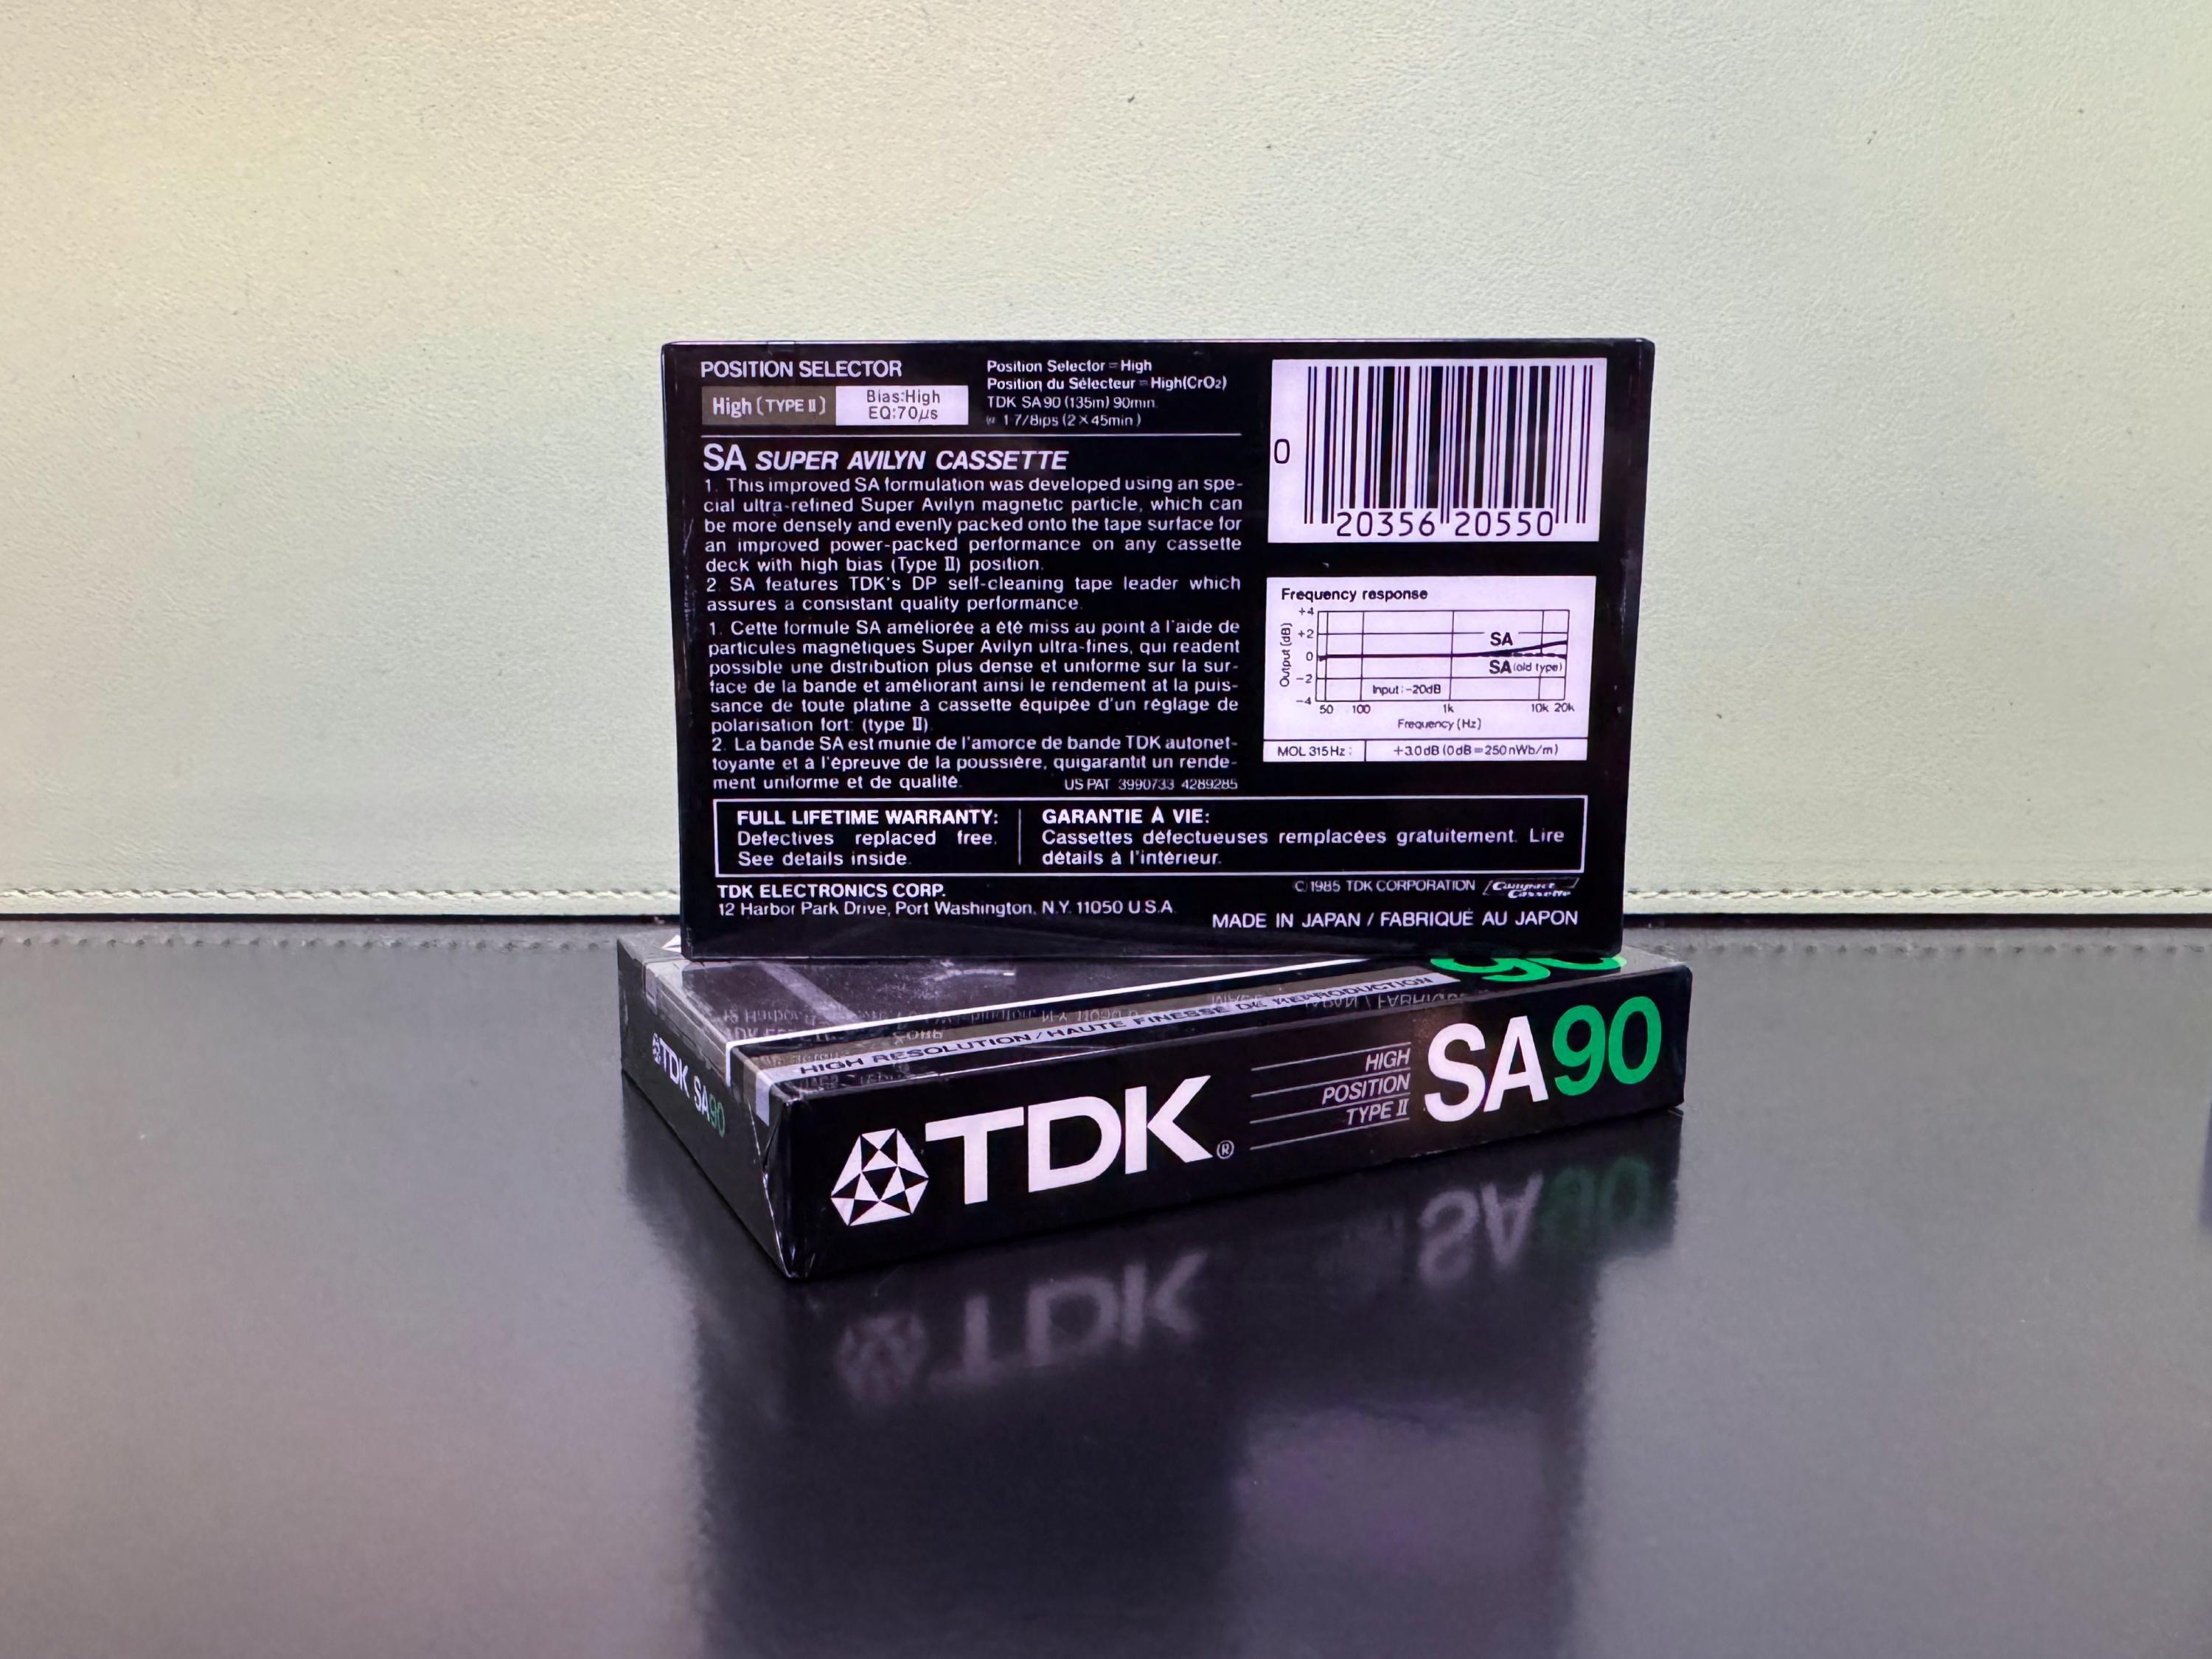 POSITION SELECTOR
High (TYPE II)
Bias:High
EQ:70µs
Position Selector=High
Position du Sélecteur=High(CrO₂)
TDK SA90 (135m) 90min.
1 7/8ips (2×45min)
SA SUPER AVILYN CASSETTE
1. This improved SA formulation was developed using an spe-
cial ultra-refined Super Avilyn magnetic particle, which can
be more densely and evenly packed onto the tape surface for
an improved power-packed performance on any cassette
deck with high bias (Type II) position.
2. SA features TDK's DP self-cleaning tape leader which
assures a consistant quality performance.
1. Cette formule SA améliorée a été miss au point à l'aide de
particules magnétiques Super Avilyn ultra-fines, qui readent
possible une distribution plus dense et uniforme sur la sur-
face de la bande et améliorant ainsi le rendement at la puis-
sance de toute platine à cassette équipée d'un réglage de
polarisation fort: (type II).
2. La bande SA est munie de l'amorce de bande TDK autonet-
toyante et à l'épreuve de la poussière, quigarantit un rende-
ment uniforme et de qualité.
US PAT 3990733 4289285
0
20356 20550
Frequency response
Output (dB)
+4
+2
0
−2
−4
SA
SA (old type)
Input:-20dB
50 100 1k 10k 20k
Frequency (Hz)
MOL 315Hz: +3.0dB (0dB=250nWb/m)
FULL LIFETIME WARRANTY:
Defectives replaced free.
See details inside.
GARANTIE À VIE:
Cassettes défectueuses remplacées gratuitement. Lire
détails à l'intérieur.
TDK ELECTRONICS CORP.
12 Harbor Park Drive, Port Washington, N.Y. 11050 U.S.A.
© 1985 TDK CORPORATION
Compact Cassette
MADE IN JAPAN / FABRIQUÉ AU JAPON
90
HIGH RESOLUTION/HAUTE FINESSE DE REPRODUCTION
TDK SA90
TDK®
HIGH
POSITION
TYPE II
SA90